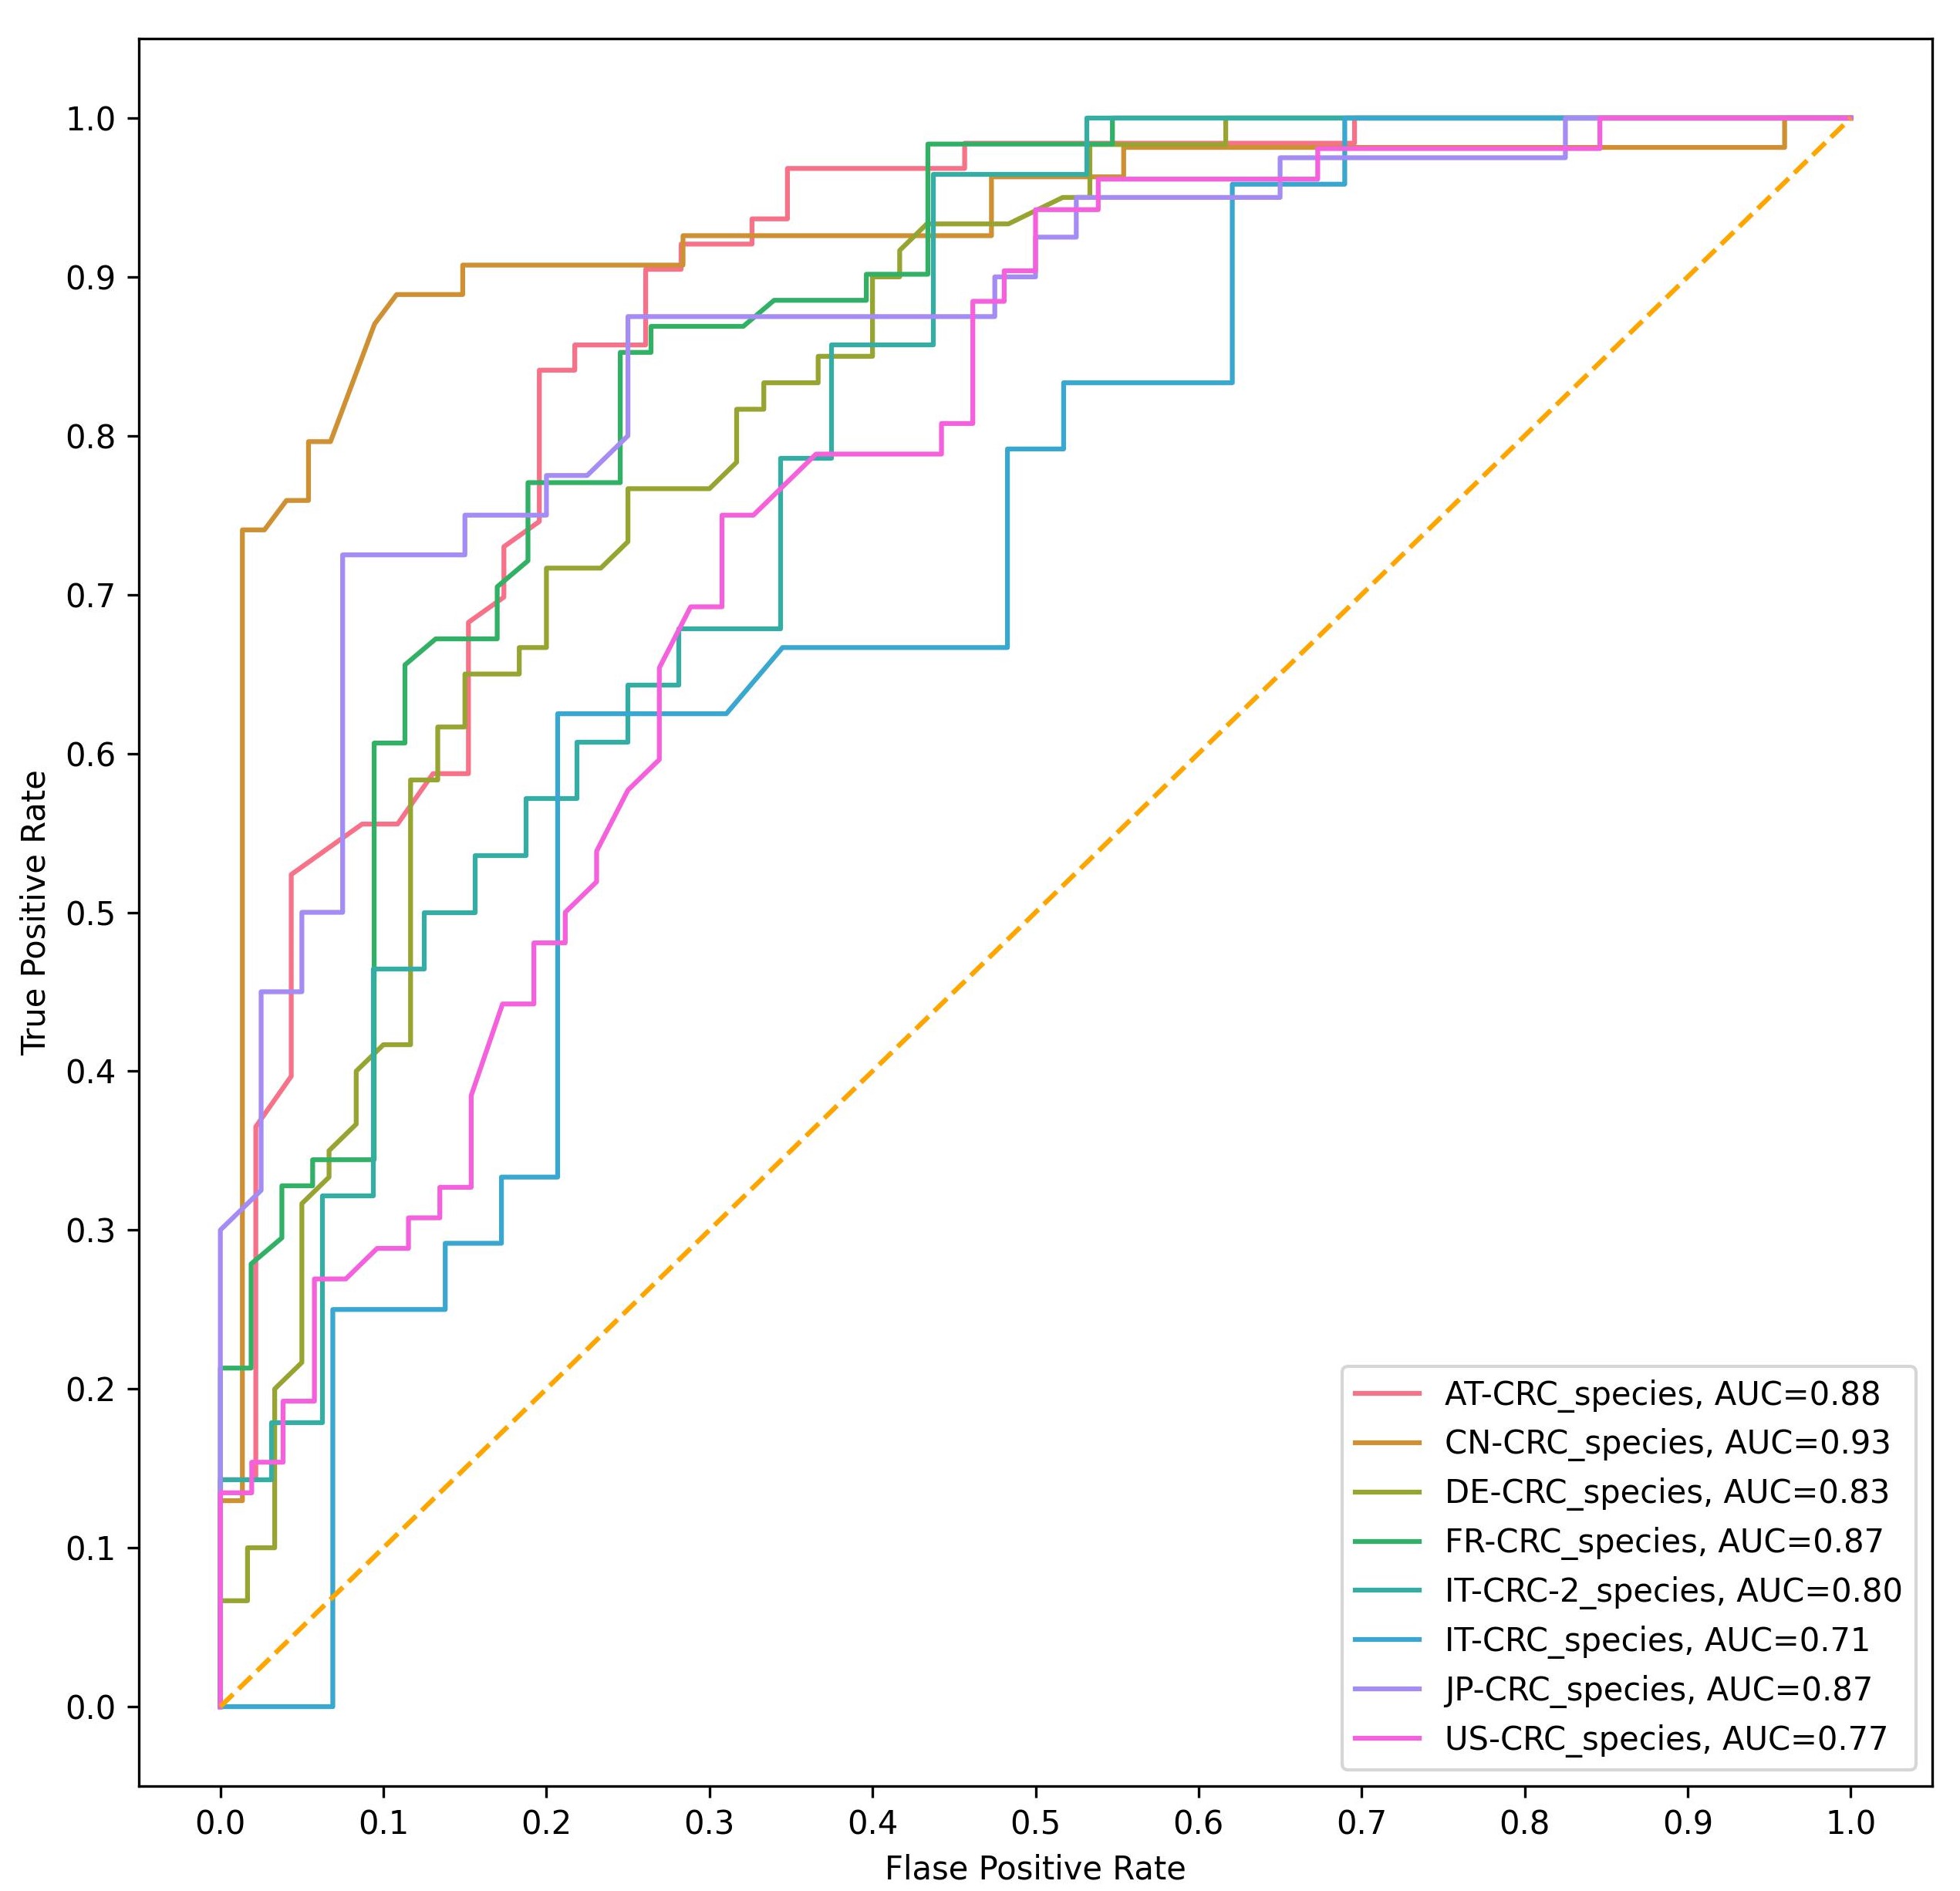 1.0
0.9
0.8
0.7
0.6
0.5
0.4
0.3
0.2
0.1
0.0
True Positive Rate
0.0 0.1 0.2 0.3 0.4 0.5 0.6 0.7 0.8 0.9 1.0
Flase Positive Rate
AT-CRC_species, AUC=0.88
CN-CRC_species, AUC=0.93
DE-CRC_species, AUC=0.83
FR-CRC_species, AUC=0.87
IT-CRC-2_species, AUC=0.80
IT-CRC_species, AUC=0.71
JP-CRC_species, AUC=0.87
US-CRC_species, AUC=0.77